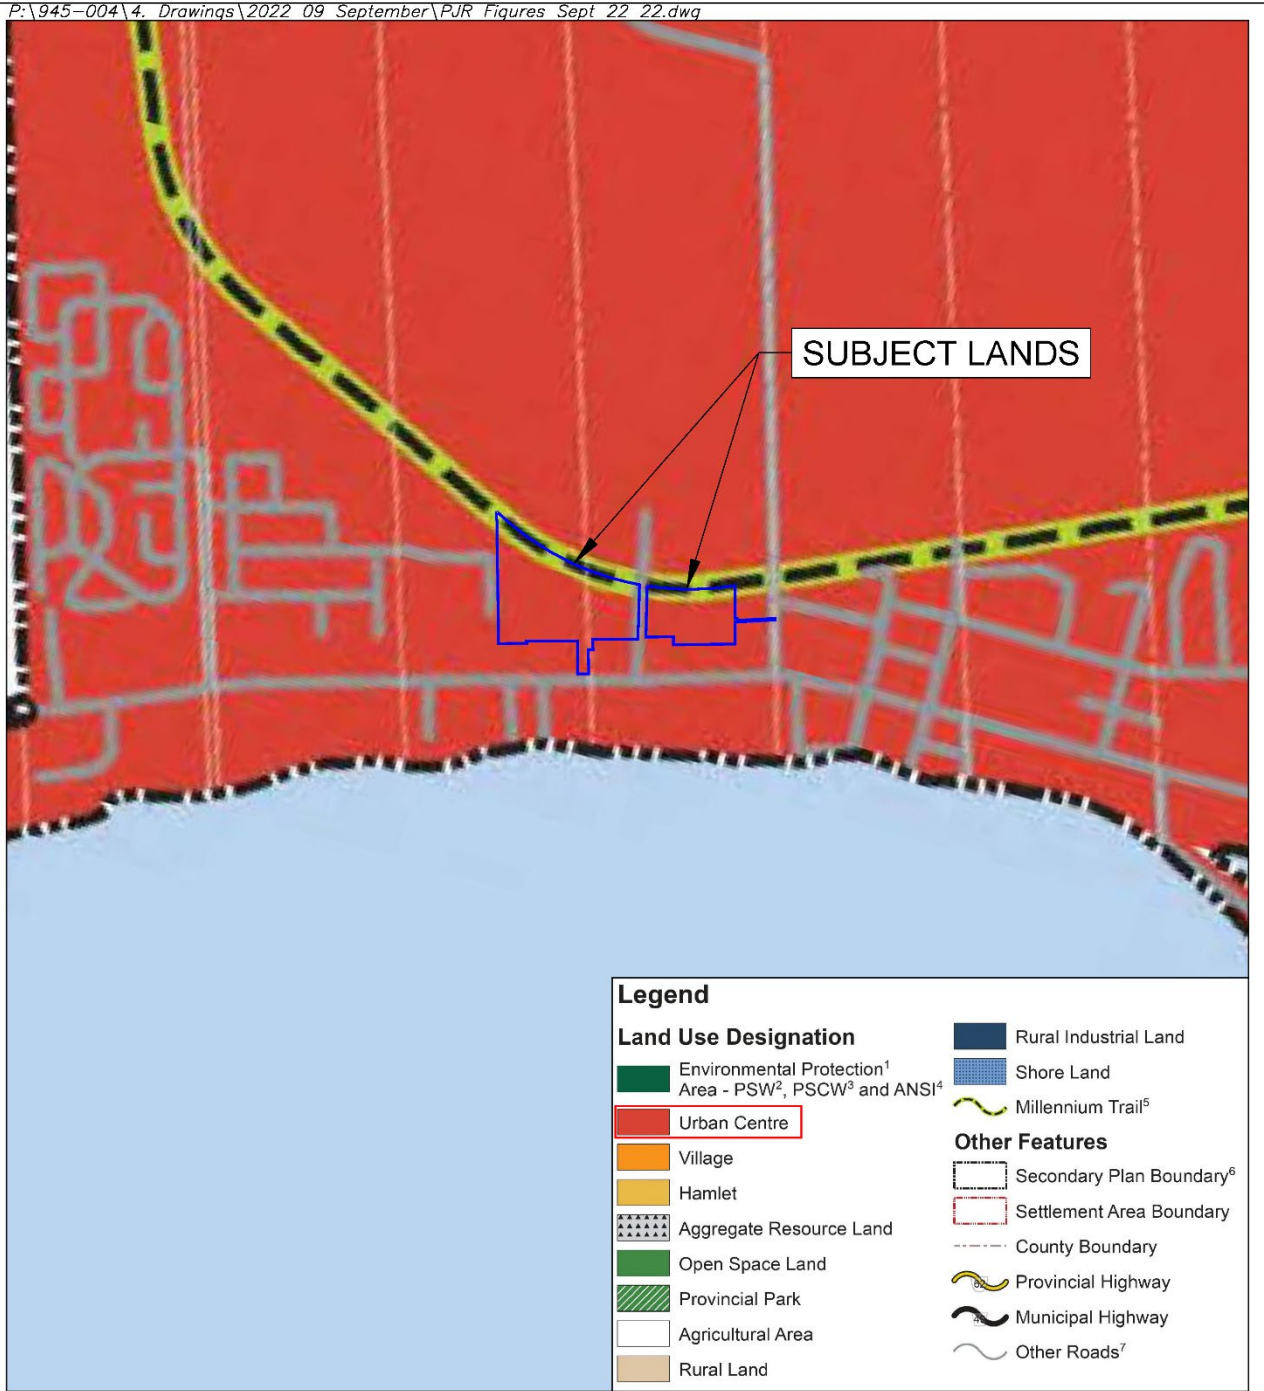 P:\945-004\4. Drawings\2022 09 September\PJR Figures Sept 22 22.dwg
SUBJECT LANDS
Legend
Land Use Designation
Environmental Protection¹
Area - PSW², PSCW³ and ANSI⁴
Urban Centre
Village
Hamlet
Aggregate Resource Land
Open Space Land
Provincial Park
Agricultural Area
Rural Land
Rural Industrial Land
Shore Land
Millennium Trail⁵
Other Features
Secondary Plan Boundary⁶
Settlement Area Boundary
County Boundary
62 Provincial Highway
Municipal Highway
Other Roads⁷